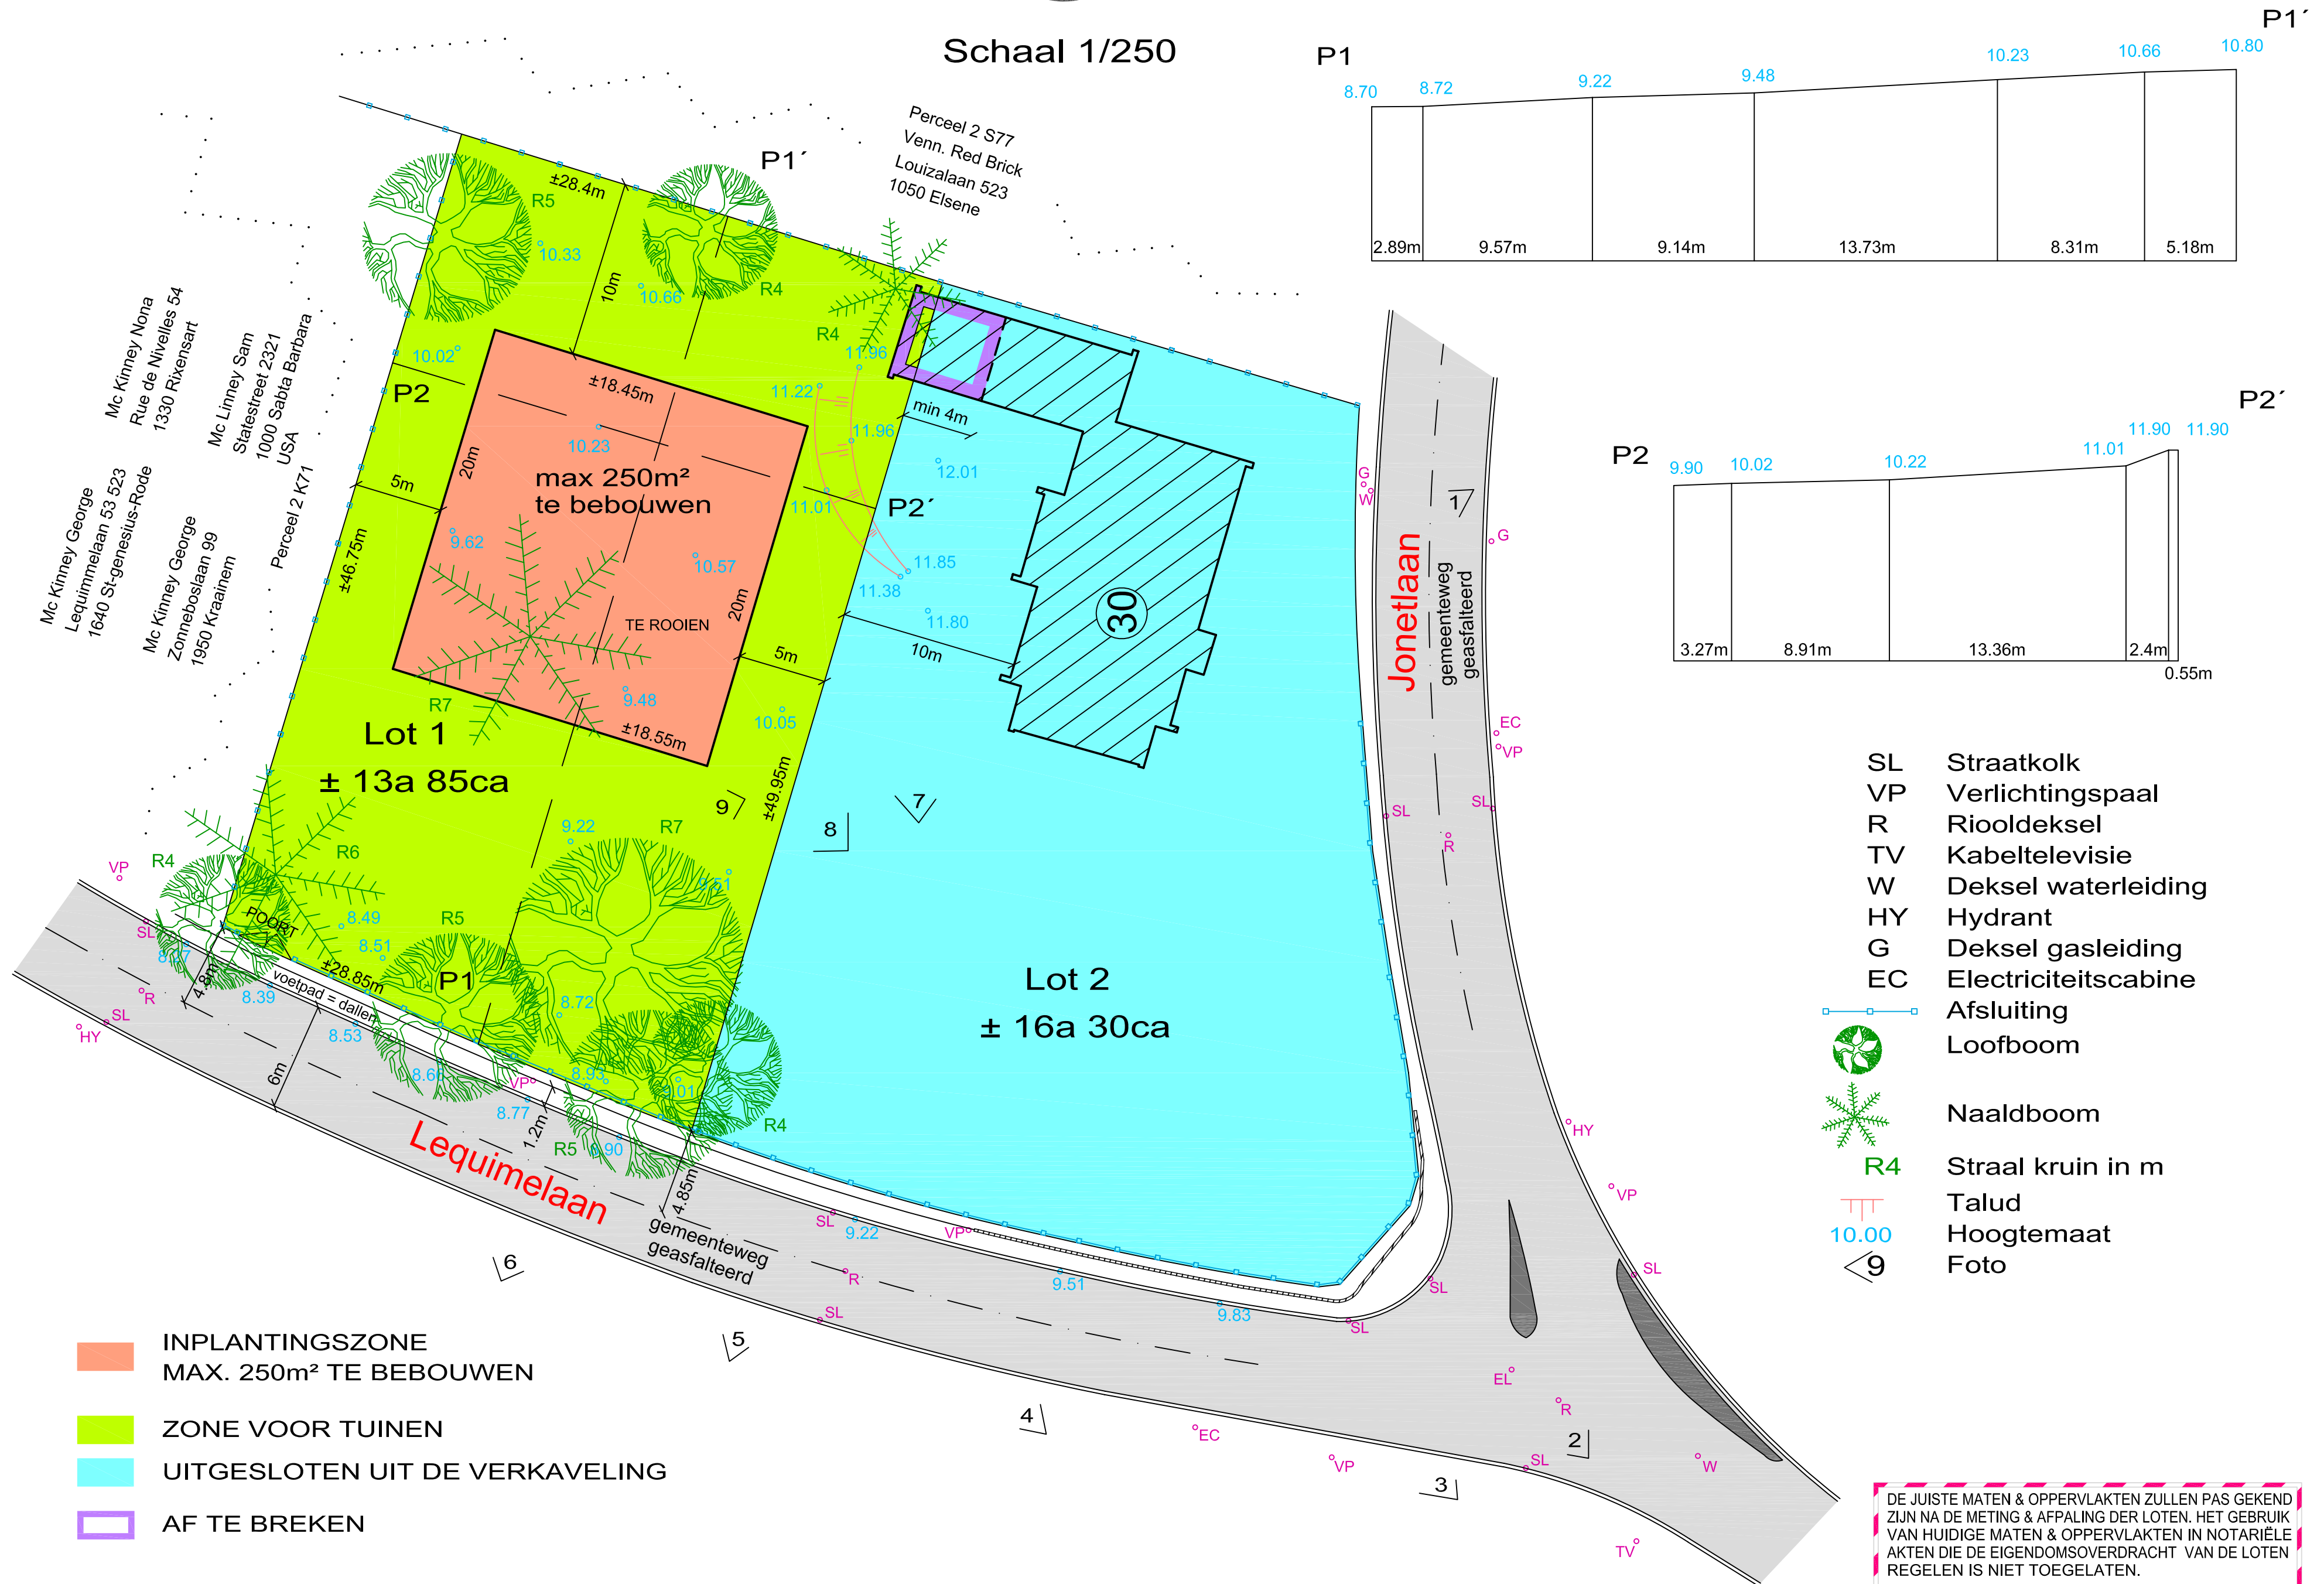 Schaal 1/250
P1
P1´
8.70
8.72
9.22
9.48
10.23
10.66
10.80
2.89m
9.57m
9.14m
13.73m
8.31m
5.18m
P2
P2´
9.90
10.02
10.22
11.01
11.90
11.90
3.27m
8.91m
13.36m
2.4m
0.55m
Perceel 2 S77
Venn. Red Brick
Louizalaan 523
1050 Elsene
Mc Kinney Nona
Rue de Nivelles 54
1330 Rixensart
Mc Linney Sam
Statestreet 2321
1000 Sabta Barbara
USA
Mc Kinney George
Lequimmelaan 53 523
1640 St-genesius-Rode
Mc Kinney George
Zonneboslaan 99
1950 Kraainem
Perceel 2 K71
P1´
±28.4m
R5
10.33
10m
10.66
R4
R4
11.96
10.02
P2
±18.45m
11.22
min 4m
11.96
10.23
20m
max 250m²
te bebouwen
12.01
5m
11.01
P2´
±46.75m
9.62
10.57
11.85
11.38
20m
TE ROOIEN
11.80
30
5m
10m
R7
9.48
±18.55m
10.05
Lot 1
± 13a 85ca
±49.95m
9
7
8
9.22
R7
R4
R6
9.51
VP
POORT
8.49
R5
8.51
SL
8.27
±28.85m
P1
4.8m
voetpad = dallen
8.39
8.72
R
SL
HY
8.53
6m
8.66
VP
8.93
9.01
8.77
1.2m
R5
8.90
R4
4.85m
Lequimelaan
gemeenteweg
geasfalteerd
Lot 2
± 16a 30ca
SL
9.22
VP
R
SL
9.51
9.83
SL
SL
6
5
4
3
2
1
G
W
G
Jonetlaan
gemeenteweg
geasfalteerd
EC
VP
SL
SL
R
HY
VP
SL
EL
R
EC
VP
SL
W
TV
SL Straatkolk
VP Verlichtingspaal
R Riooldeksel
TV Kabeltelevisie
W Deksel waterleiding
HY Hydrant
G Deksel gasleiding
EC Electriciteitscabine
Afsluiting
Loofboom
Naaldboom
R4 Straal kruin in m
Talud
10.00 Hoogtemaat
9 Foto
INPLANTINGSZONE
MAX. 250m² TE BEBOUWEN
ZONE VOOR TUINEN
UITGESLOTEN UIT DE VERKAVELING
AF TE BREKEN
DE JUISTE MATEN & OPPERVLAKTEN ZULLEN PAS GEKEND
ZIJN NA DE METING & AFPALING DER LOTEN. HET GEBRUIK
VAN HUIDIGE MATEN & OPPERVLAKTEN IN NOTARIËLE
AKTEN DIE DE EIGENDOMSOVERDRACHT VAN DE LOTEN
REGELEN IS NIET TOEGELATEN.